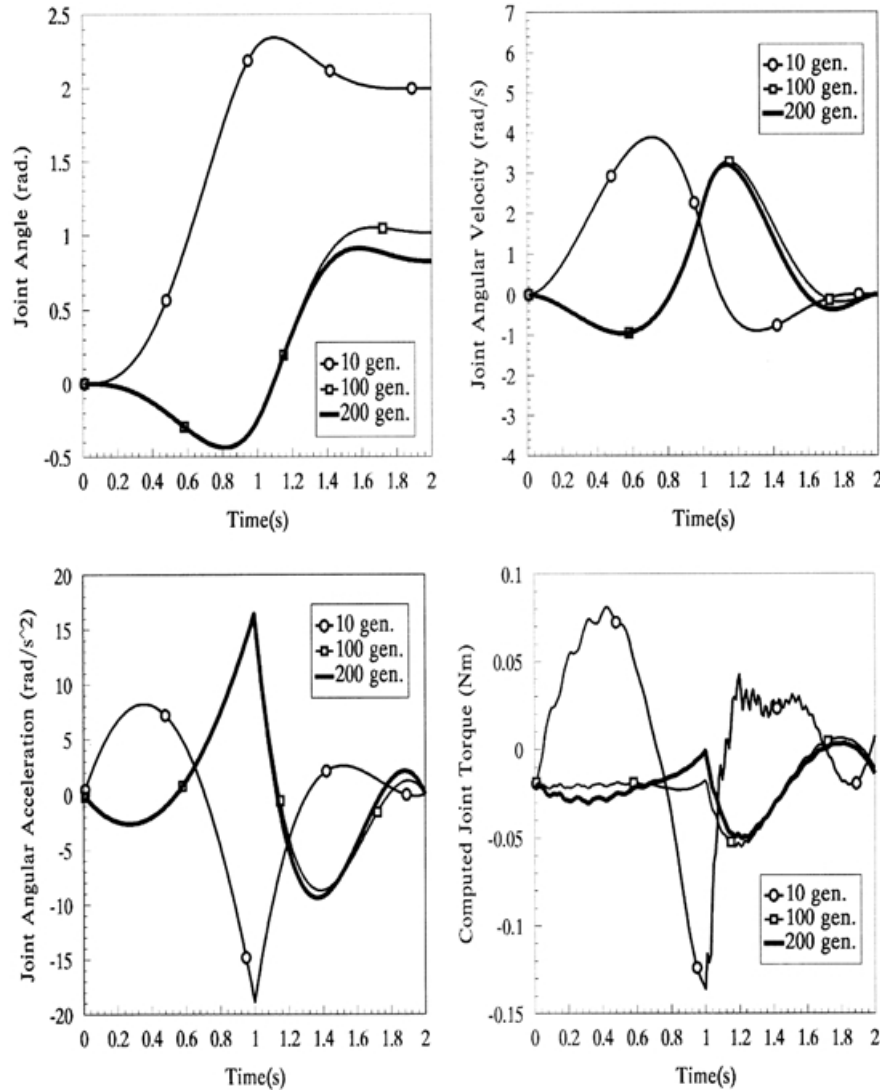 2.5
2
1.5
1
0.5
0
-0.5
Joint Angle (rad.)
10 gen.
100 gen.
200 gen.
0 0.2 0.4 0.6 0.8 1 1.2 1.4 1.6 1.8 2
Time(s)
7
6
5
4
3
2
1
0
-1
-2
-3
-4
Joint Angular Velocity (rad/s)
10 gen.
100 gen.
200 gen.
0 0.2 0.4 0.6 0.8 1 1.2 1.4 1.6 1.8 2
Time(s)
20
15
10
5
0
-5
-10
-15
-20
Joint Angular Acceleration (rad/s^2)
10 gen.
100 gen.
200 gen.
0 0.2 0.4 0.6 0.8 1 1.2 1.4 1.6 1.8 2
Time(s)
0.1
0.05
0
-0.05
-0.1
-0.15
Computed Joint Torque (Nm)
10 gen.
100 gen.
200 gen.
0 0.2 0.4 0.6 0.8 1 1.2 1.4 1.6 1.8 2
Time(s)